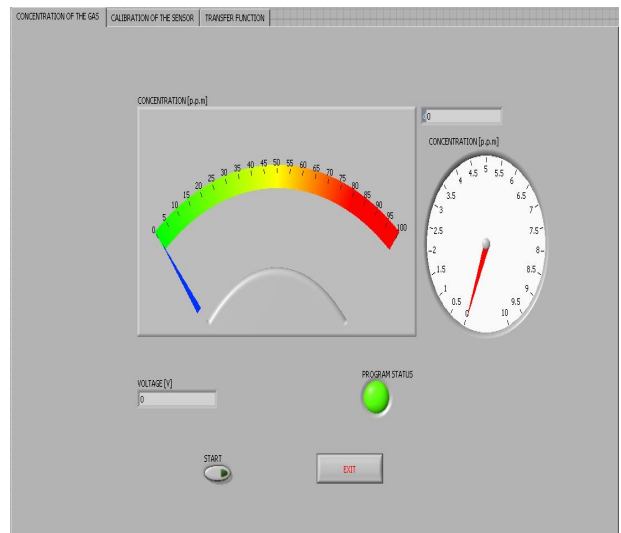 CONCENTRATION OF THE GAS
CALIBRATION OF THE SENSOR
TRANSFER FUNCTION
CONCENTRATION [p.p.m]
0 5 10 15 20 25 30 35 40 45 50 55 60 65 70 75 80 85 90 95 100
0
CONCENTRATION [p.p.m]
0 0.5 1 1.5 2 2.5 3 3.5 4 4.5 5 5.5 6 6.5 7 7.5 8 8.5 9 9.5 10
VOLTAGE [V]
0
PROGRAM STATUS
START
EXIT